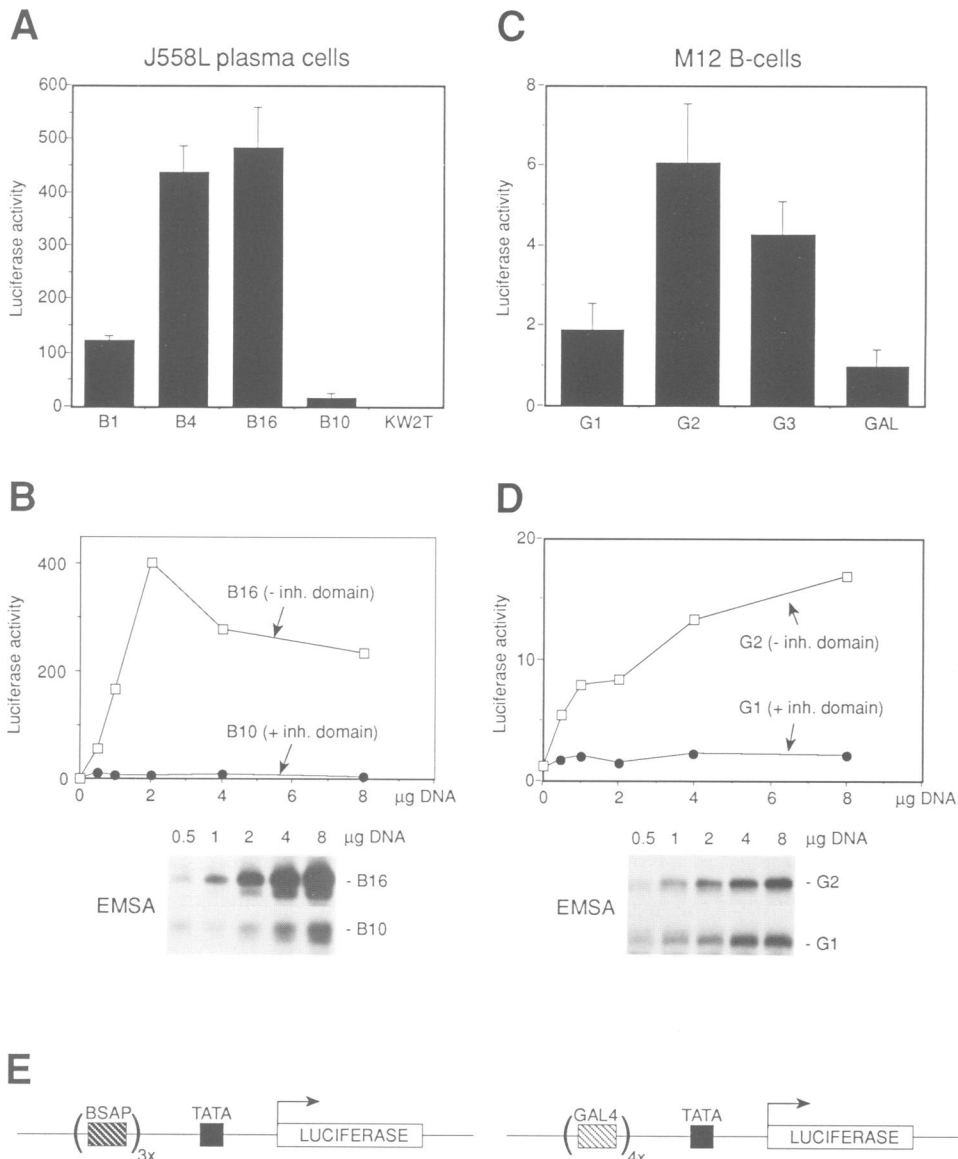 A
J558L plasma cells
Luciferase activity
600
500
400
300
200
100
0
B1 B4 B16 B10 KW2T
C
M12 B-cells
Luciferase activity
8
6
4
2
0
G1 G2 G3 GAL
B
Luciferase activity
400
200
0
B16 (- inh. domain)
B10 (+ inh. domain)
0 2 4 6 8 µg DNA
0.5 1 2 4 8 µg DNA
EMSA
- B16
- B10
D
Luciferase activity
20
10
0
G2 (- inh. domain)
G1 (+ inh. domain)
0 2 4 6 8 µg DNA
0.5 1 2 4 8 µg DNA
EMSA
- G2
- G1
E
BSAP TATA
( ) 3x LUCIFERASE
GAL4 TATA
( ) 4x LUCIFERASE